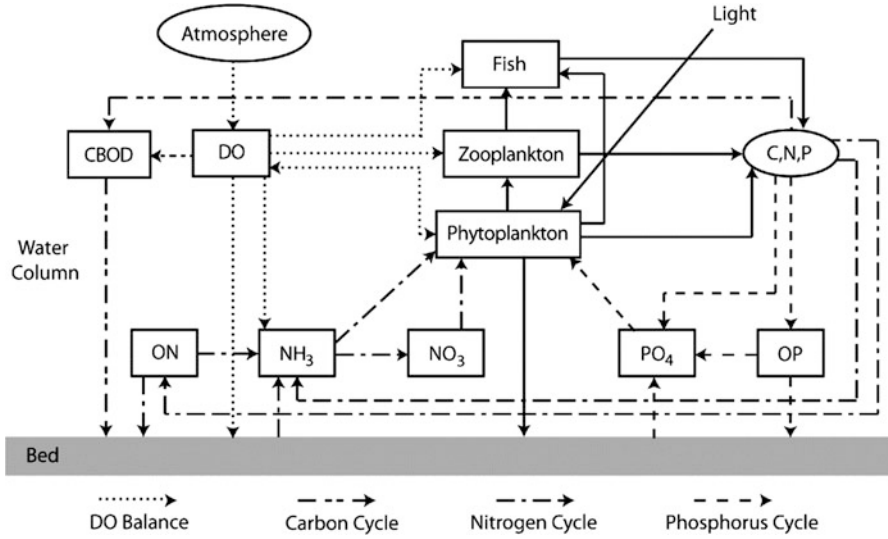 Light
Atmosphere
Fish
CBOD
DO
Zooplankton
C,N,P
Phytoplankton
Water
Column
ON
NH₃
NO₃
PO₄
OP
Bed
DO Balance
Carbon Cycle
Nitrogen Cycle
Phosphorus Cycle